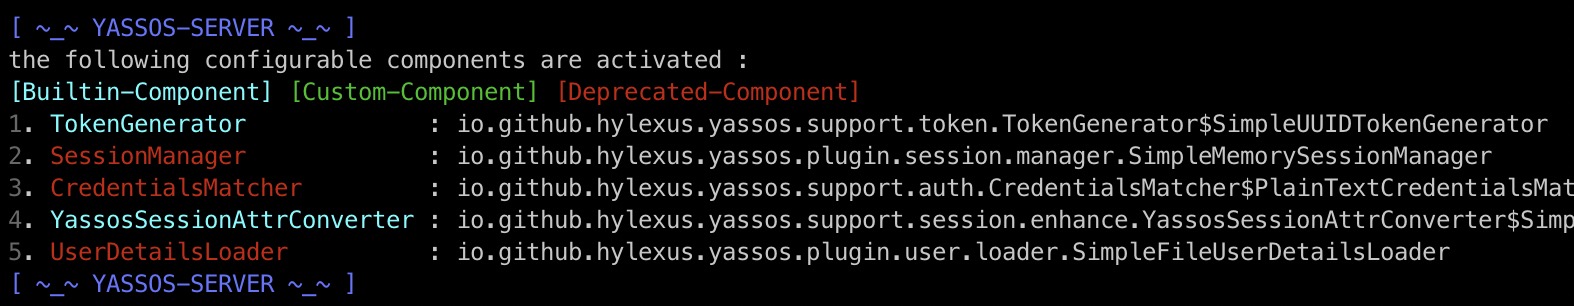 [ ~_~ YASSOS-SERVER ~_~ ]
the following configurable components are activated :
[Builtin-Component] [Custom-Component] [Deprecated-Component]
1. TokenGenerator : io.github.hylexus.yassos.support.token.TokenGenerator$SimpleUUIDTokenGenerator
2. SessionManager : io.github.hylexus.yassos.plugin.session.manager.SimpleMemorySessionManager
3. CredentialsMatcher : io.github.hylexus.yassos.support.auth.CredentialsMatcher$PlainTextCredentialsMat
4. YassosSessionAttrConverter : io.github.hylexus.yassos.support.session.enhance.YassosSessionAttrConverter$Simp
5. UserDetailsLoader : io.github.hylexus.yassos.plugin.user.loader.SimpleFileUserDetailsLoader
[ ~_~ YASSOS-SERVER ~_~ ]